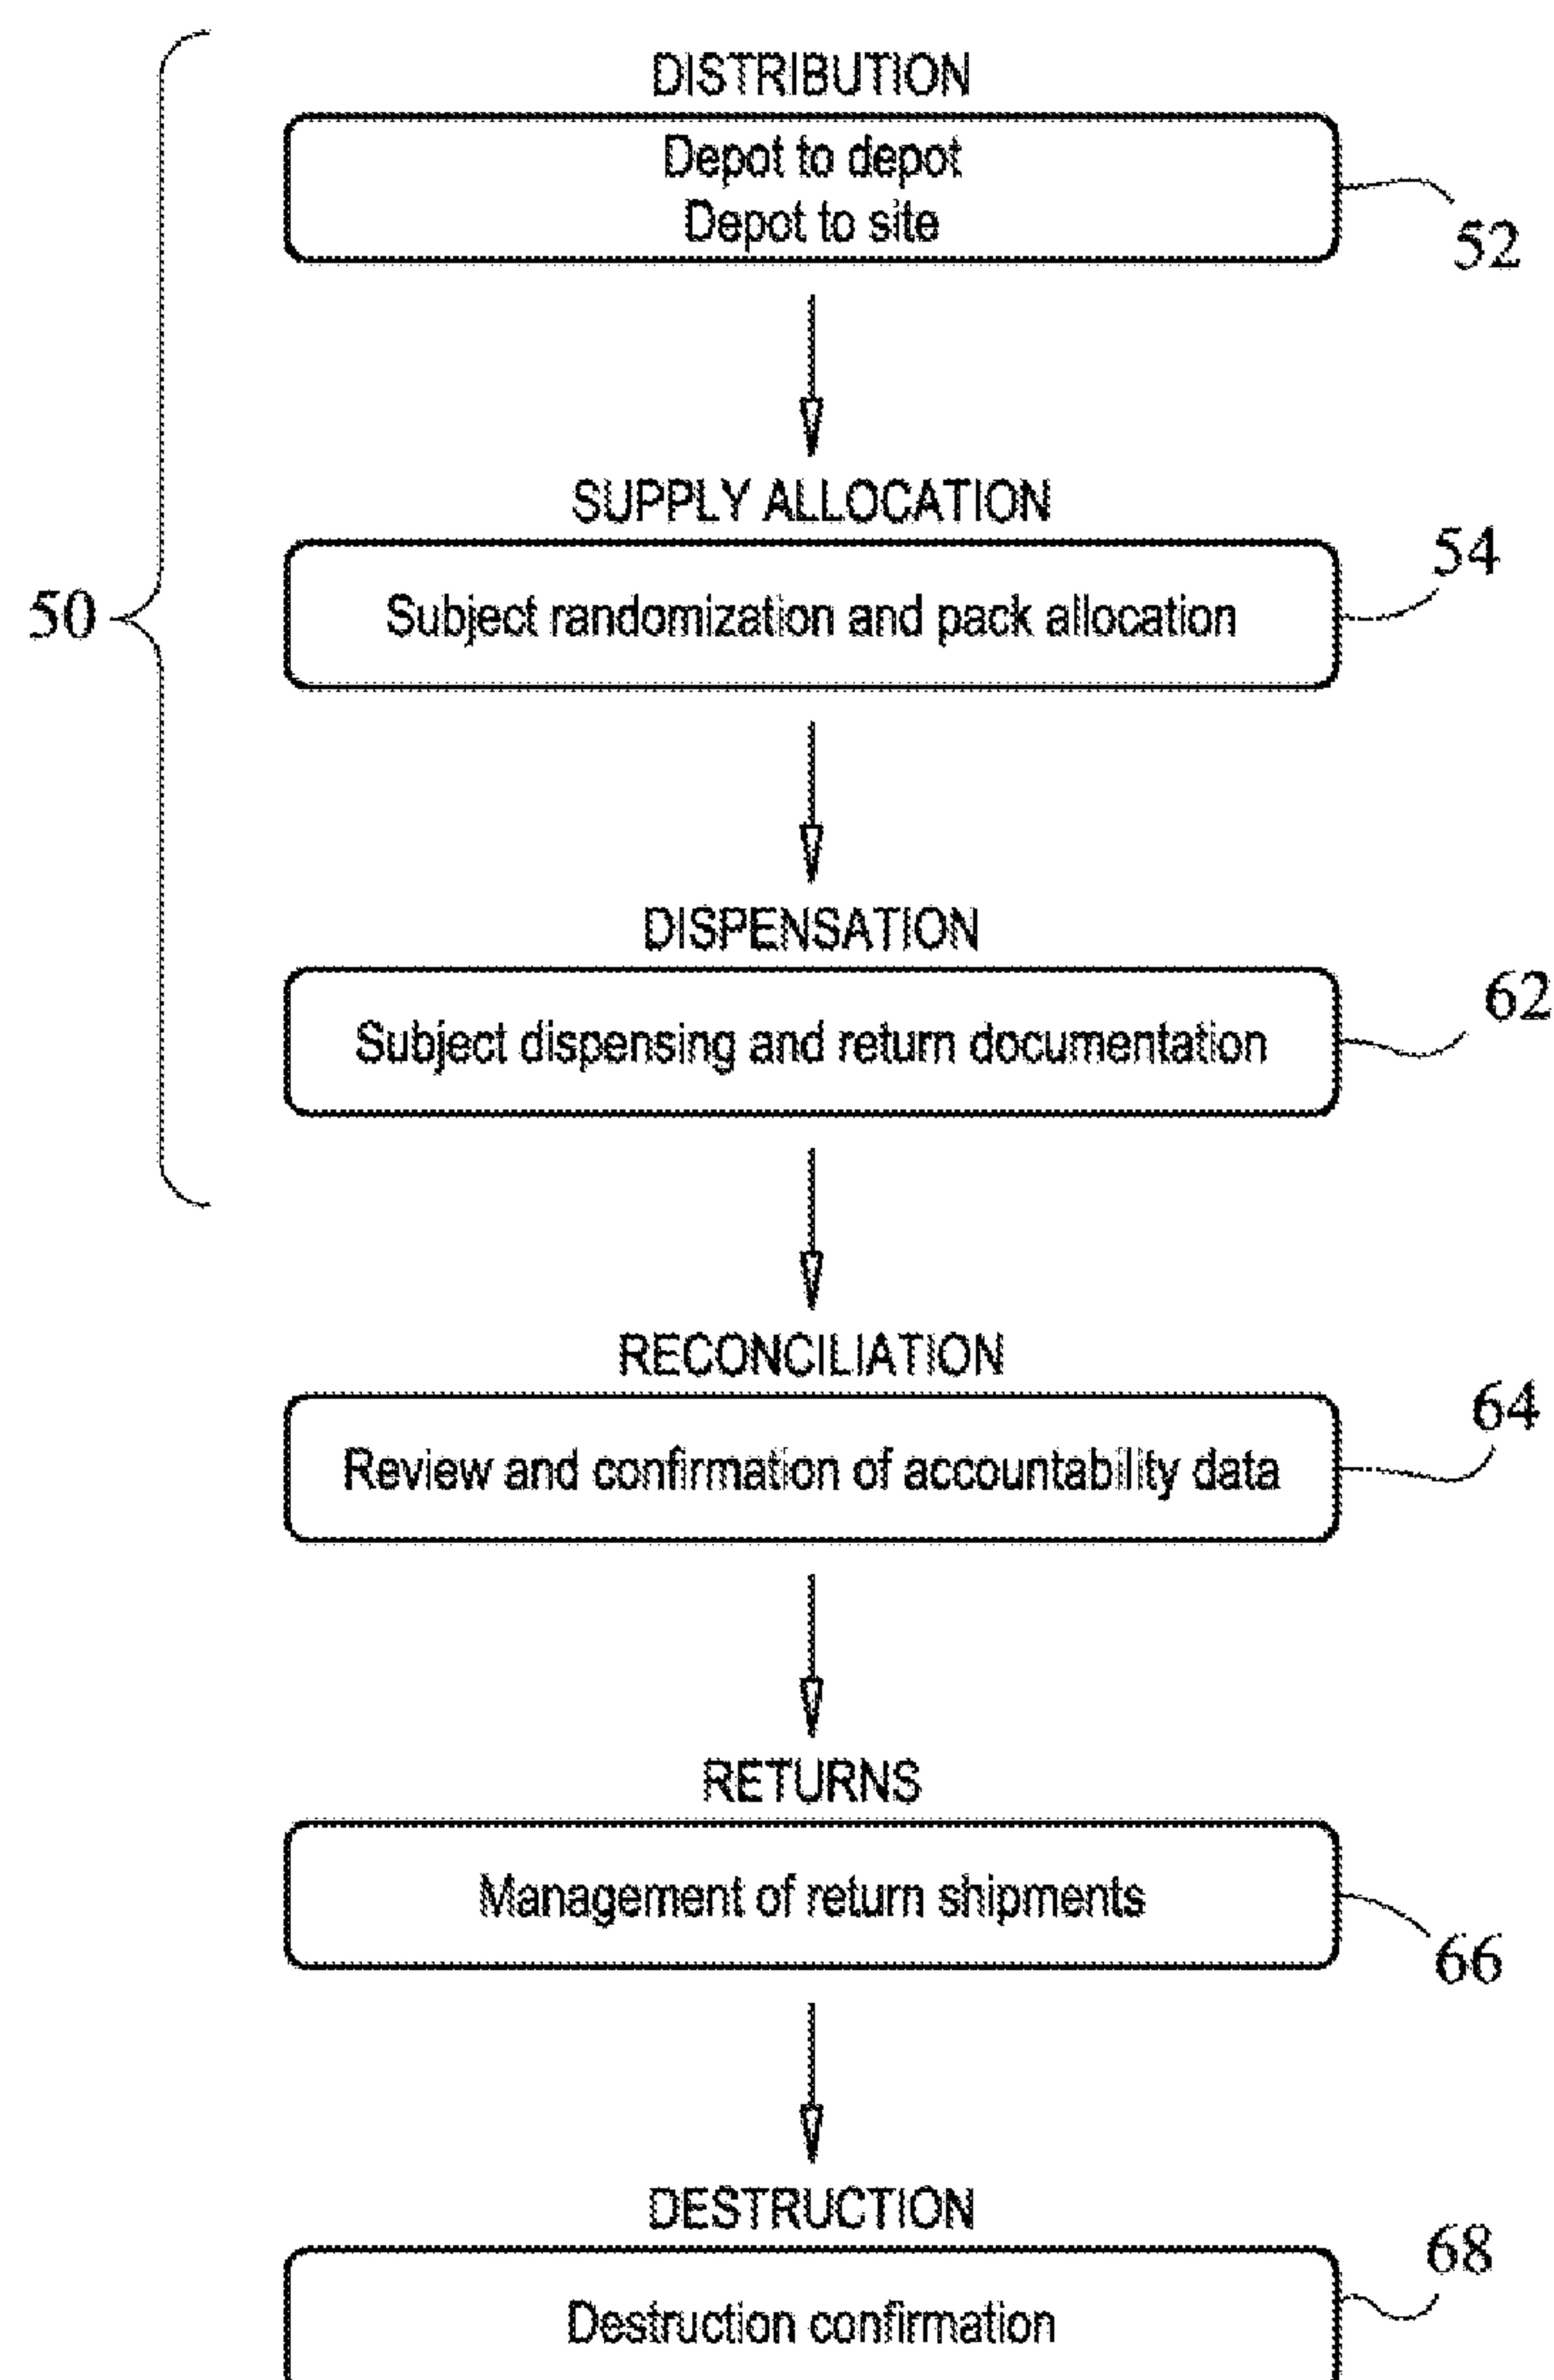 DISTRIBUTION
Depot to depot
Depot to site
52
SUPPLY ALLOCATION
54
Subject randomization and pack allocation
50
DISPENSATION
62
Subject dispensing and return documentation
RECONCILIATION
64
Review and confirmation of accountability data
RETURNS
Management of return shipments
66
DESTRUCTION
68
Destruction confirmation